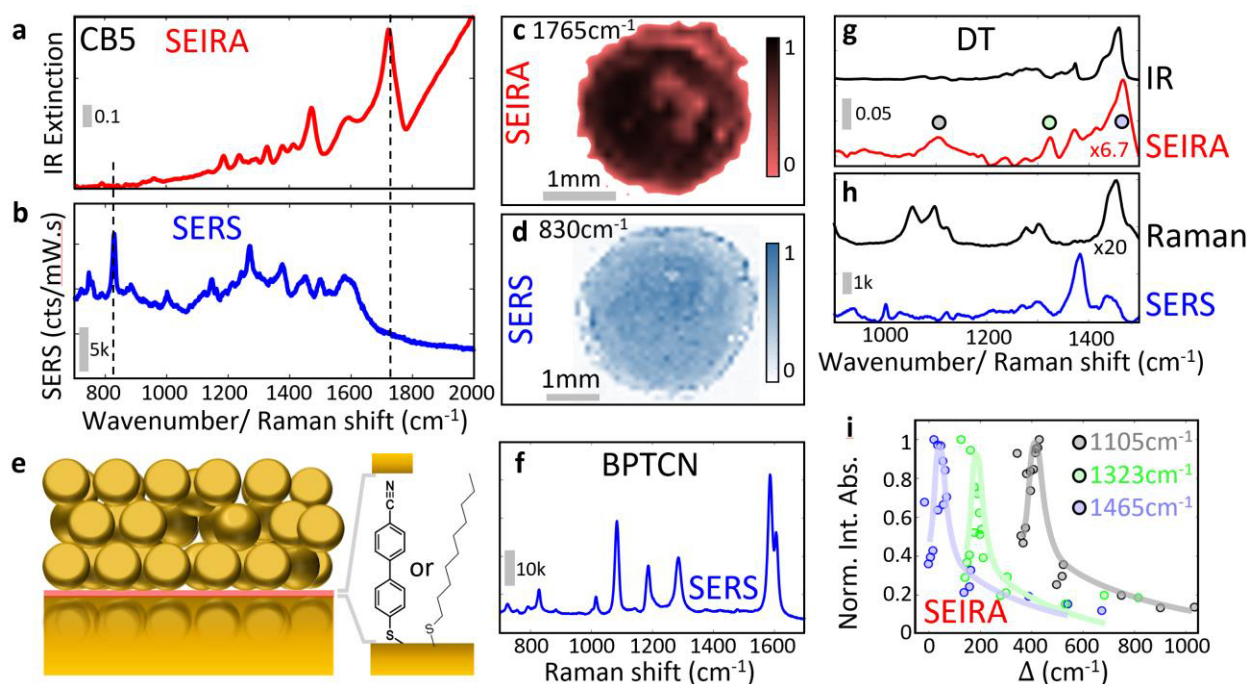 a
CB5
SEIRA
IR Extinction
0.1
b
SERS
SERS (cts/mW.s)
5k
800 1000 1200 1400 1600 1800 2000
Wavenumber/ Raman shift (cm⁻¹)
c
1765cm⁻¹
SEIRA
1mm
1
0
d
830cm⁻¹
SERS
1mm
1
0
e
N
S
or
S
f
BPTCN
10k
SERS
800 1000 1200 1400 1600
Raman shift (cm⁻¹)
g
DT
IR
0.05
x6.7
SEIRA
h
Raman
x20
1k
SERS
1000 1200 1400
Wavenumber/ Raman shift (cm⁻¹)
i
Norm. Int. Abs.
1
0.8
0.6
0.4
0.2
0
1105cm⁻¹
1323cm⁻¹
1465cm⁻¹
SEIRA
0 200 400 600 800 1000
Δ (cm⁻¹)